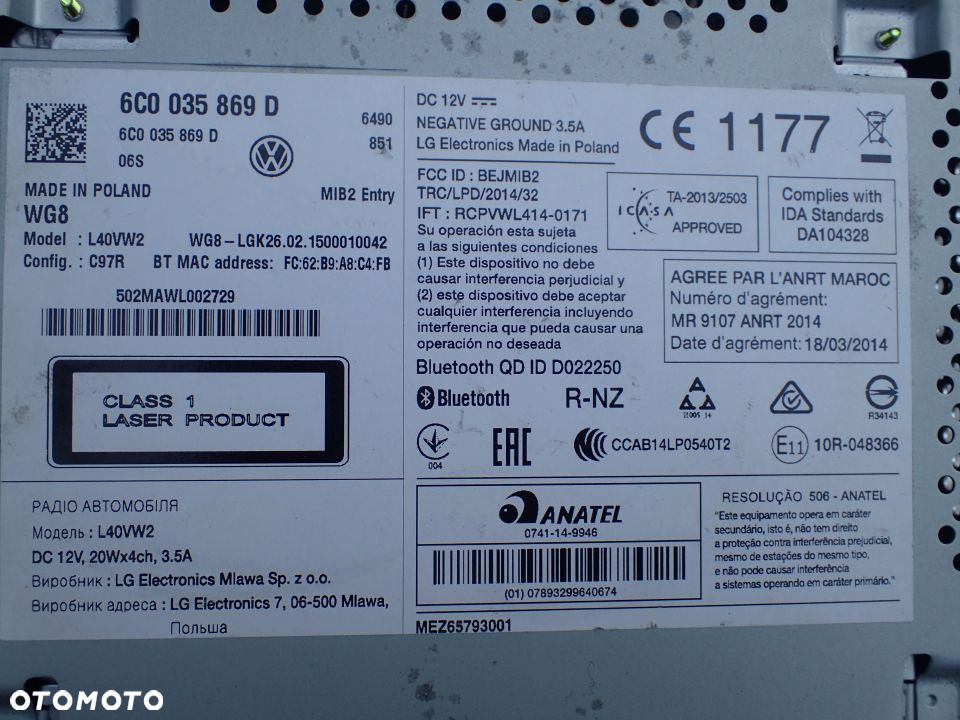 6C0 035 869 D
6C0 035 869 D
06S
6490
851
MADE IN POLAND
MIB2 Entry
WG8
Model : L40VW2 WG8-LGK26.02.1500010042
Config. : C97R BT MAC address: FC:62:B9:A8:C4:FB
502MAWL002729
CLASS 1
LASER PRODUCT
РАДІО АВТОМОБІЛЯ
Модель : L40VW2
DC 12V, 20Wx4ch, 3.5A
Виробник : LG Electronics Mlawa Sp. z o.o.
Виробник адреса : LG Electronics 7, 06-500 Mlawa,
Польша
DC 12V
NEGATIVE GROUND 3.5A
LG Electronics Made in Poland
CE 1177
FCC ID : BEJMIB2
TRC/LPD/2014/32
IFT : RCPVWL414-0171
Su operación esta sujeta
a las siguientes condiciones
(1) Este dispositivo no debe
causar interferencia perjudicial y
(2) este dispositivo debe aceptar
cualquier interferencia incluyendo
interferencia que pueda causar una
operación no deseada
ICASA TA-2013/2503
APPROVED
Complies with
IDA Standards
DA104328
AGREE PAR L'ANRT MAROC
Numéro d'agrément:
MR 9107 ANRT 2014
Date d'agrément: 18/03/2014
Bluetooth QD ID D022250
Bluetooth R-NZ
R34143
004
EAC
CCAB14LP0540T2
E11 10R-048366
ANATEL
0741-14-9946
(01) 07893299640674
RESOLUÇÃO 506 - ANATEL
"Este equipamento opera em caráter
secundário, isto é, não tem direito
a proteção contra interferência prejudicial,
mesmo de estações do mesmo tipo,
e não pode causar interferência
a sistemas operando em caráter primário."
MEZ65793001
OTOMOTO